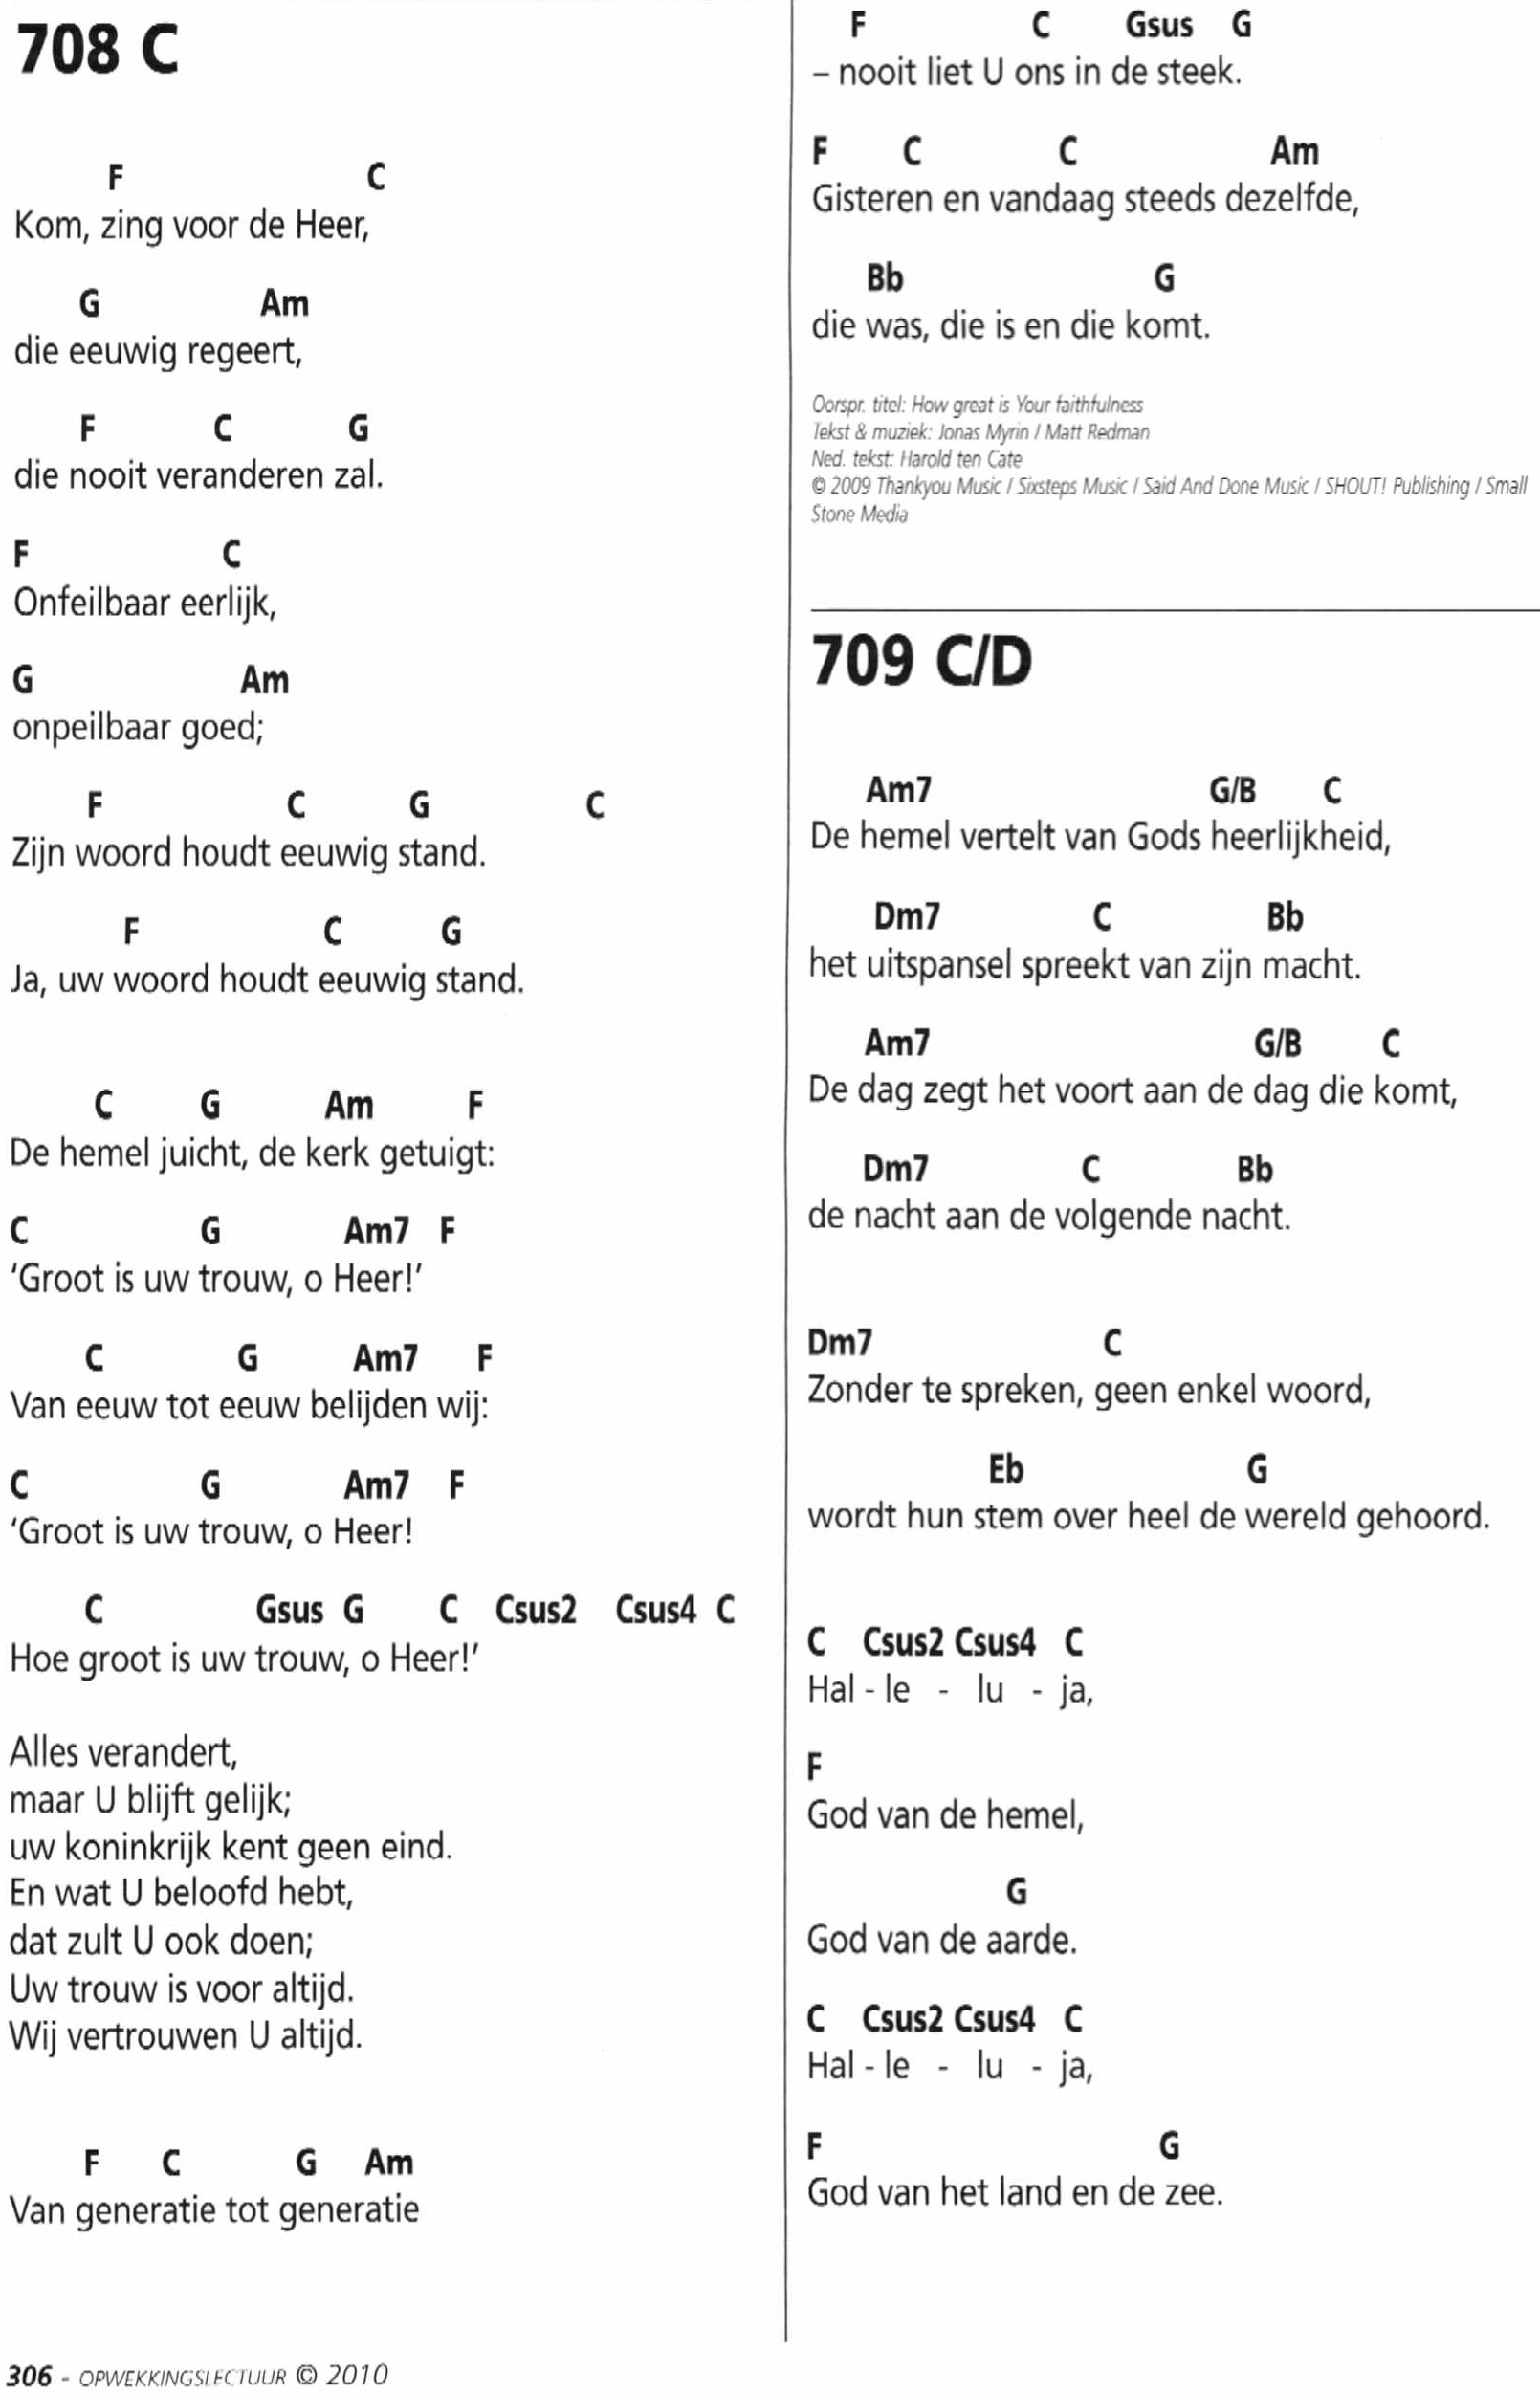 708 C
F C
Kom, zing voor de Heer,
G Am
die eeuwig regeert,
F C G
die nooit veranderen zal.
F C
Onfeilbaar eerlijk,
G Am
onpeilbaar goed;
F C G C
Zijn woord houdt eeuwig stand.
F C G
Ja, uw woord houdt eeuwig stand.
C G Am F
De hemel juicht, de kerk getuigt:
C G Am7 F
‘Groot is uw trouw, o Heer!’
C G Am7 F
Van eeuw tot eeuw belijden wij:
C G Am7 F
‘Groot is uw trouw, o Heer!
C Gsus G C Csus2 Csus4 C
Hoe groot is uw trouw, o Heer!’
Alles verandert,
maar U blijft gelijk;
uw koninkrijk kent geen eind.
En wat U beloofd hebt,
dat zult U ook doen;
Uw trouw is voor altijd.
Wij vertrouwen U altijd.
F C G Am
Van generatie tot generatie
F C Gsus G
– nooit liet U ons in de steek.
F C C Am
Gisteren en vandaag steeds dezelfde,
Bb G
die was, die is en die komt.
Oorspr. titel: How great is Your faithfulness
Tekst & muziek: Jonas Myrin / Matt Redman
Ned. tekst: Harold ten Cate
© 2009 Thankyou Music / Sixsteps Music / Said And Done Music / SHOUT! Publishing / Small
Stone Media
709 C/D
Am7 G/B C
De hemel vertelt van Gods heerlijkheid,
Dm7 C Bb
het uitspansel spreekt van zijn macht.
Am7 G/B C
De dag zegt het voort aan de dag die komt,
Dm7 C Bb
de nacht aan de volgende nacht.
Dm7 C
Zonder te spreken, geen enkel woord,
Eb G
wordt hun stem over heel de wereld gehoord.
C Csus2 Csus4 C
Hal - le - lu - ja,
F
God van de hemel,
G
God van de aarde.
C Csus2 Csus4 C
Hal - le - lu - ja,
F G
God van het land en de zee.
306 - OPWEKKINGSLECTUUR © 2010